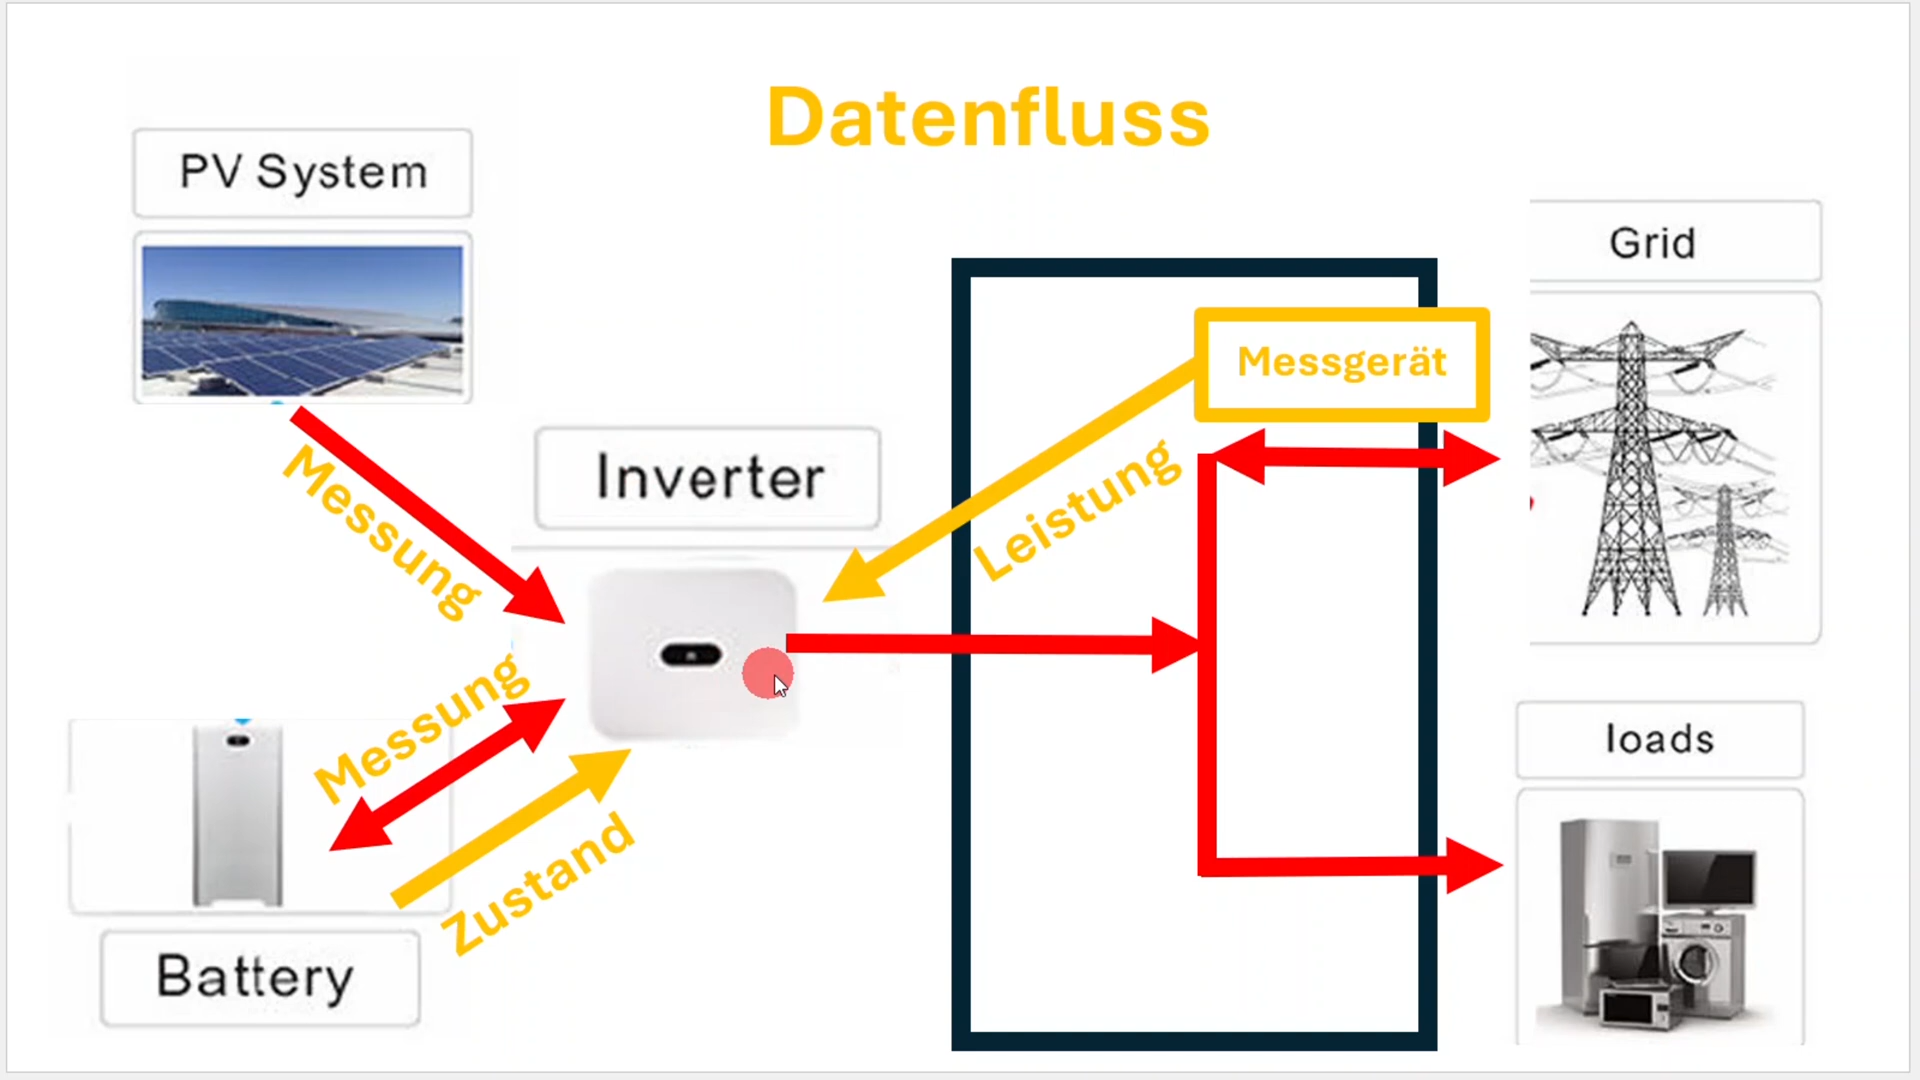 Datenfluss
PV System
Grid
Messgerät
Messung
Inverter
Leistung
Messung
loads
Zustand
Battery